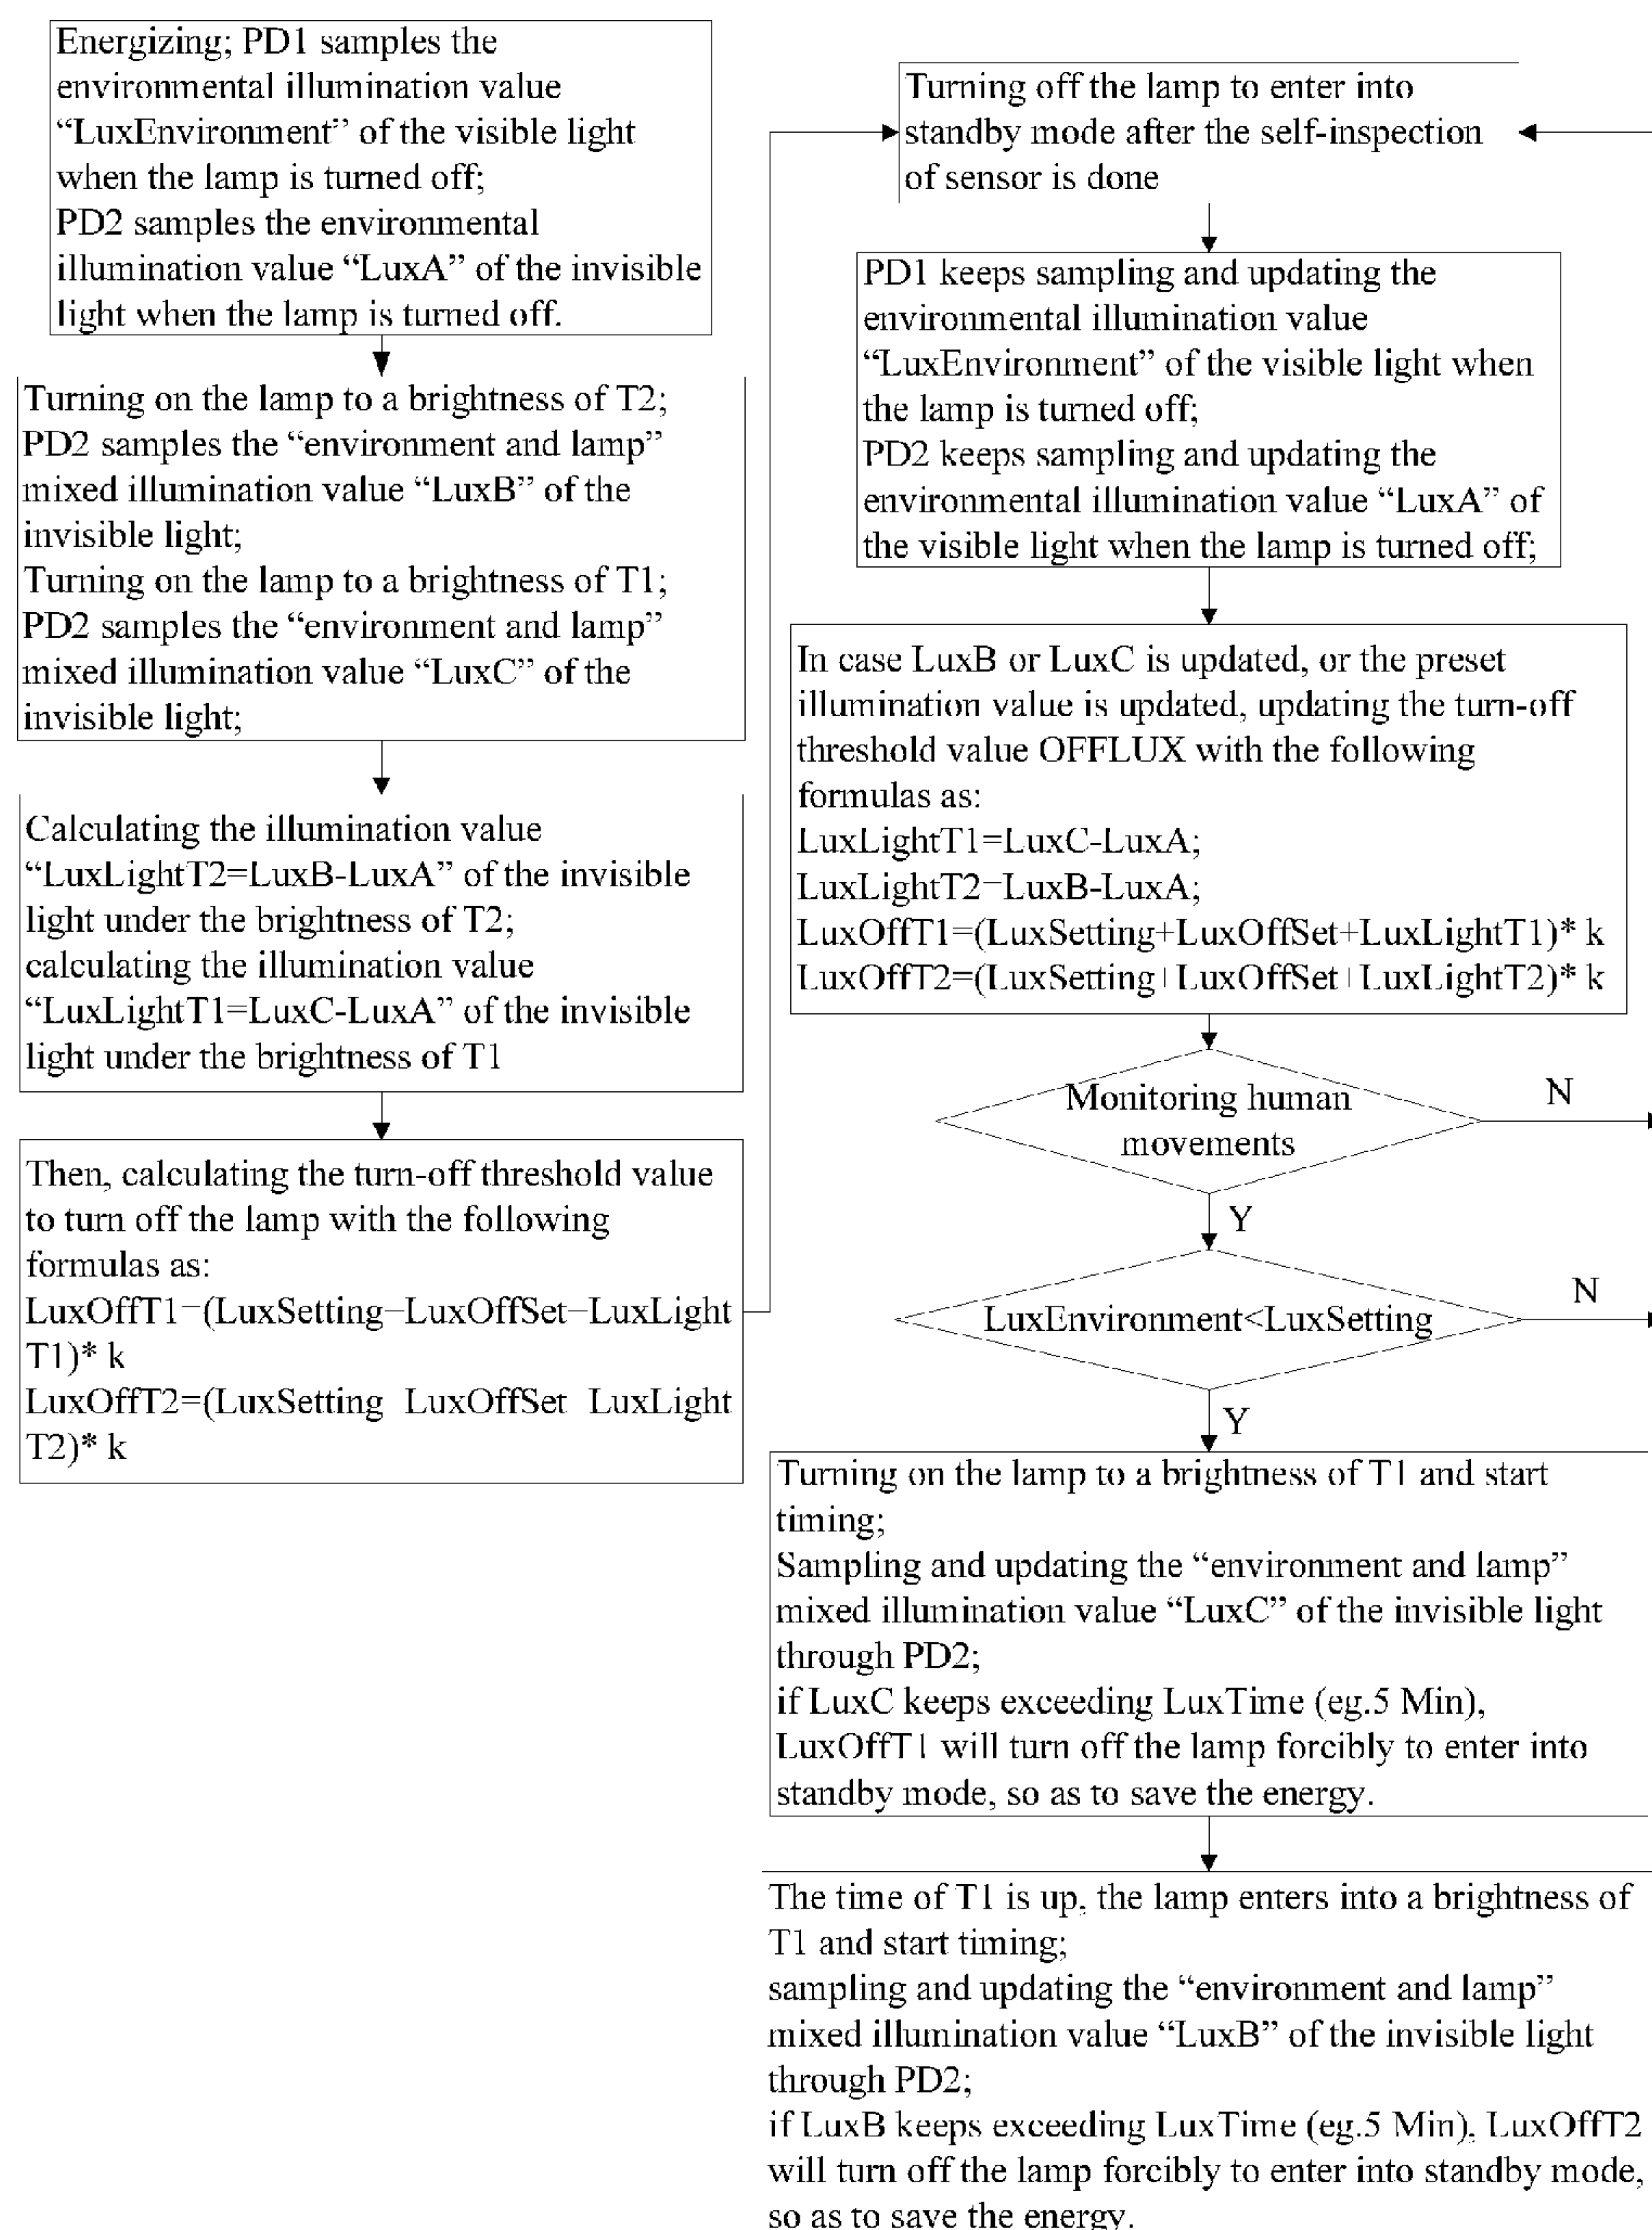 Energizing; PD1 samples the
environmental illumination value
“LuxEnvironment” of the visible light
when the lamp is turned off;
PD2 samples the environmental
illumination value “LuxA” of the invisible
light when the lamp is turned off.
Turning on the lamp to a brightness of T2;
PD2 samples the “environment and lamp”
mixed illumination value “LuxB” of the
invisible light;
Turning on the lamp to a brightness of T1;
PD2 samples the “environment and lamp”
mixed illumination value “LuxC” of the
invisible light;
Calculating the illumination value
“LuxLightT2=LuxB-LuxA” of the invisible
light under the brightness of T2;
calculating the illumination value
“LuxLightT1=LuxC-LuxA” of the invisible
light under the brightness of T1
Then, calculating the turn-off threshold value
to turn off the lamp with the following
formulas as:
LuxOffT1=(LuxSetting+LuxOffSet+LuxLight
T1)* k
LuxOffT2=(LuxSetting LuxOffSet LuxLight
T2)* k
Turning off the lamp to enter into
standby mode after the self-inspection
of sensor is done
PD1 keeps sampling and updating the
environmental illumination value
“LuxEnvironment” of the visible light when
the lamp is turned off;
PD2 keeps sampling and updating the
environmental illumination value “LuxA” of
the visible light when the lamp is turned off;
In case LuxB or LuxC is updated, or the preset
illumination value is updated, updating the turn-off
threshold value OFFLUX with the following
formulas as:
LuxLightT1=LuxC-LuxA;
LuxLightT2=LuxB-LuxA;
LuxOffT1=(LuxSetting+LuxOffSet+LuxLightT1)* k
LuxOffT2=(LuxSetting+LuxOffSet+LuxLightT2)* k
Monitoring human
movements
N
Y
LuxEnvironment<LuxSetting
N
Y
Turning on the lamp to a brightness of T1 and start
timing;
Sampling and updating the “environment and lamp”
mixed illumination value “LuxC” of the invisible light
through PD2;
if LuxC keeps exceeding LuxTime (eg.5 Min),
LuxOffT1 will turn off the lamp forcibly to enter into
standby mode, so as to save the energy.
The time of T1 is up, the lamp enters into a brightness of
T1 and start timing;
sampling and updating the “environment and lamp”
mixed illumination value “LuxB” of the invisible light
through PD2;
if LuxB keeps exceeding LuxTime (eg.5 Min), LuxOffT2
will turn off the lamp forcibly to enter into standby mode,
so as to save the energy.